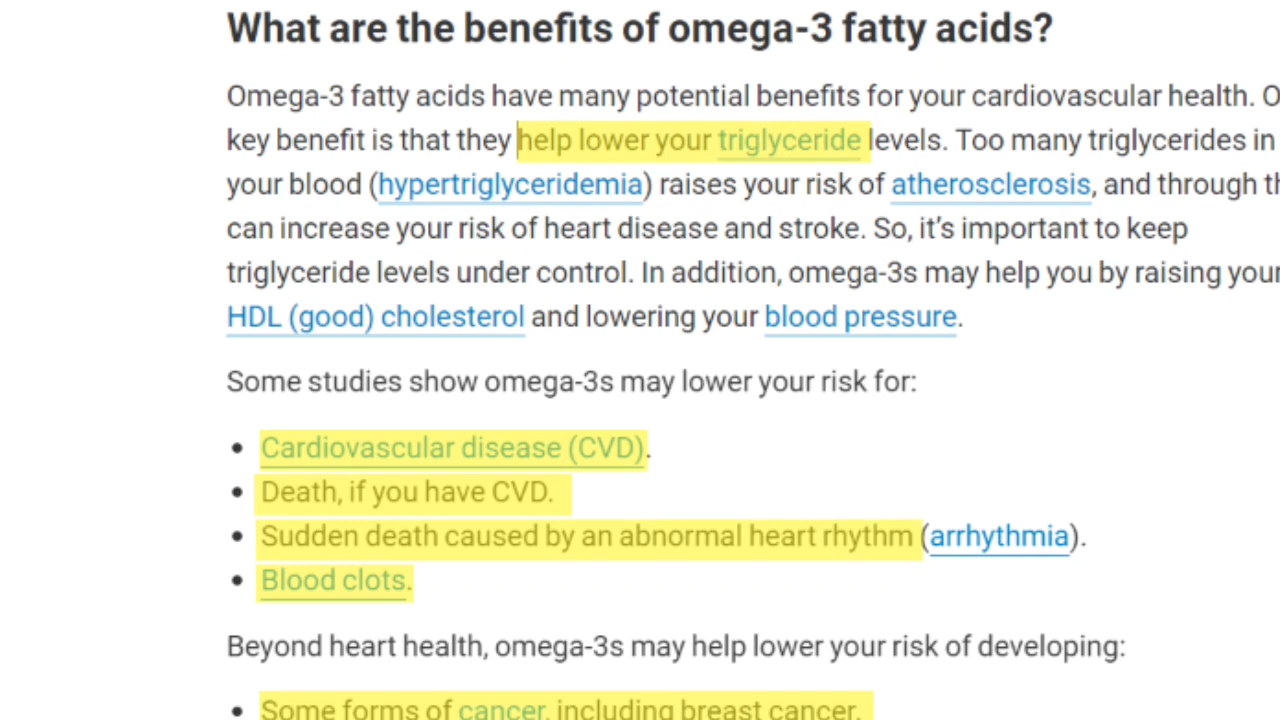 What are the benefits of omega-3 fatty acids?
Omega-3 fatty acids have many potential benefits for your cardiovascular health. O
key benefit is that they help lower your triglyceride levels. Too many triglycerides in
your blood (hypertriglyceridemia) raises your risk of atherosclerosis, and through th
can increase your risk of heart disease and stroke. So, it’s important to keep
triglyceride levels under control. In addition, omega-3s may help you by raising your
HDL (good) cholesterol and lowering your blood pressure.
Some studies show omega-3s may lower your risk for:
• Cardiovascular disease (CVD).
• Death, if you have CVD.
• Sudden death caused by an abnormal heart rhythm (arrhythmia).
• Blood clots.
Beyond heart health, omega-3s may help lower your risk of developing:
• Some forms of cancer, including breast cancer.